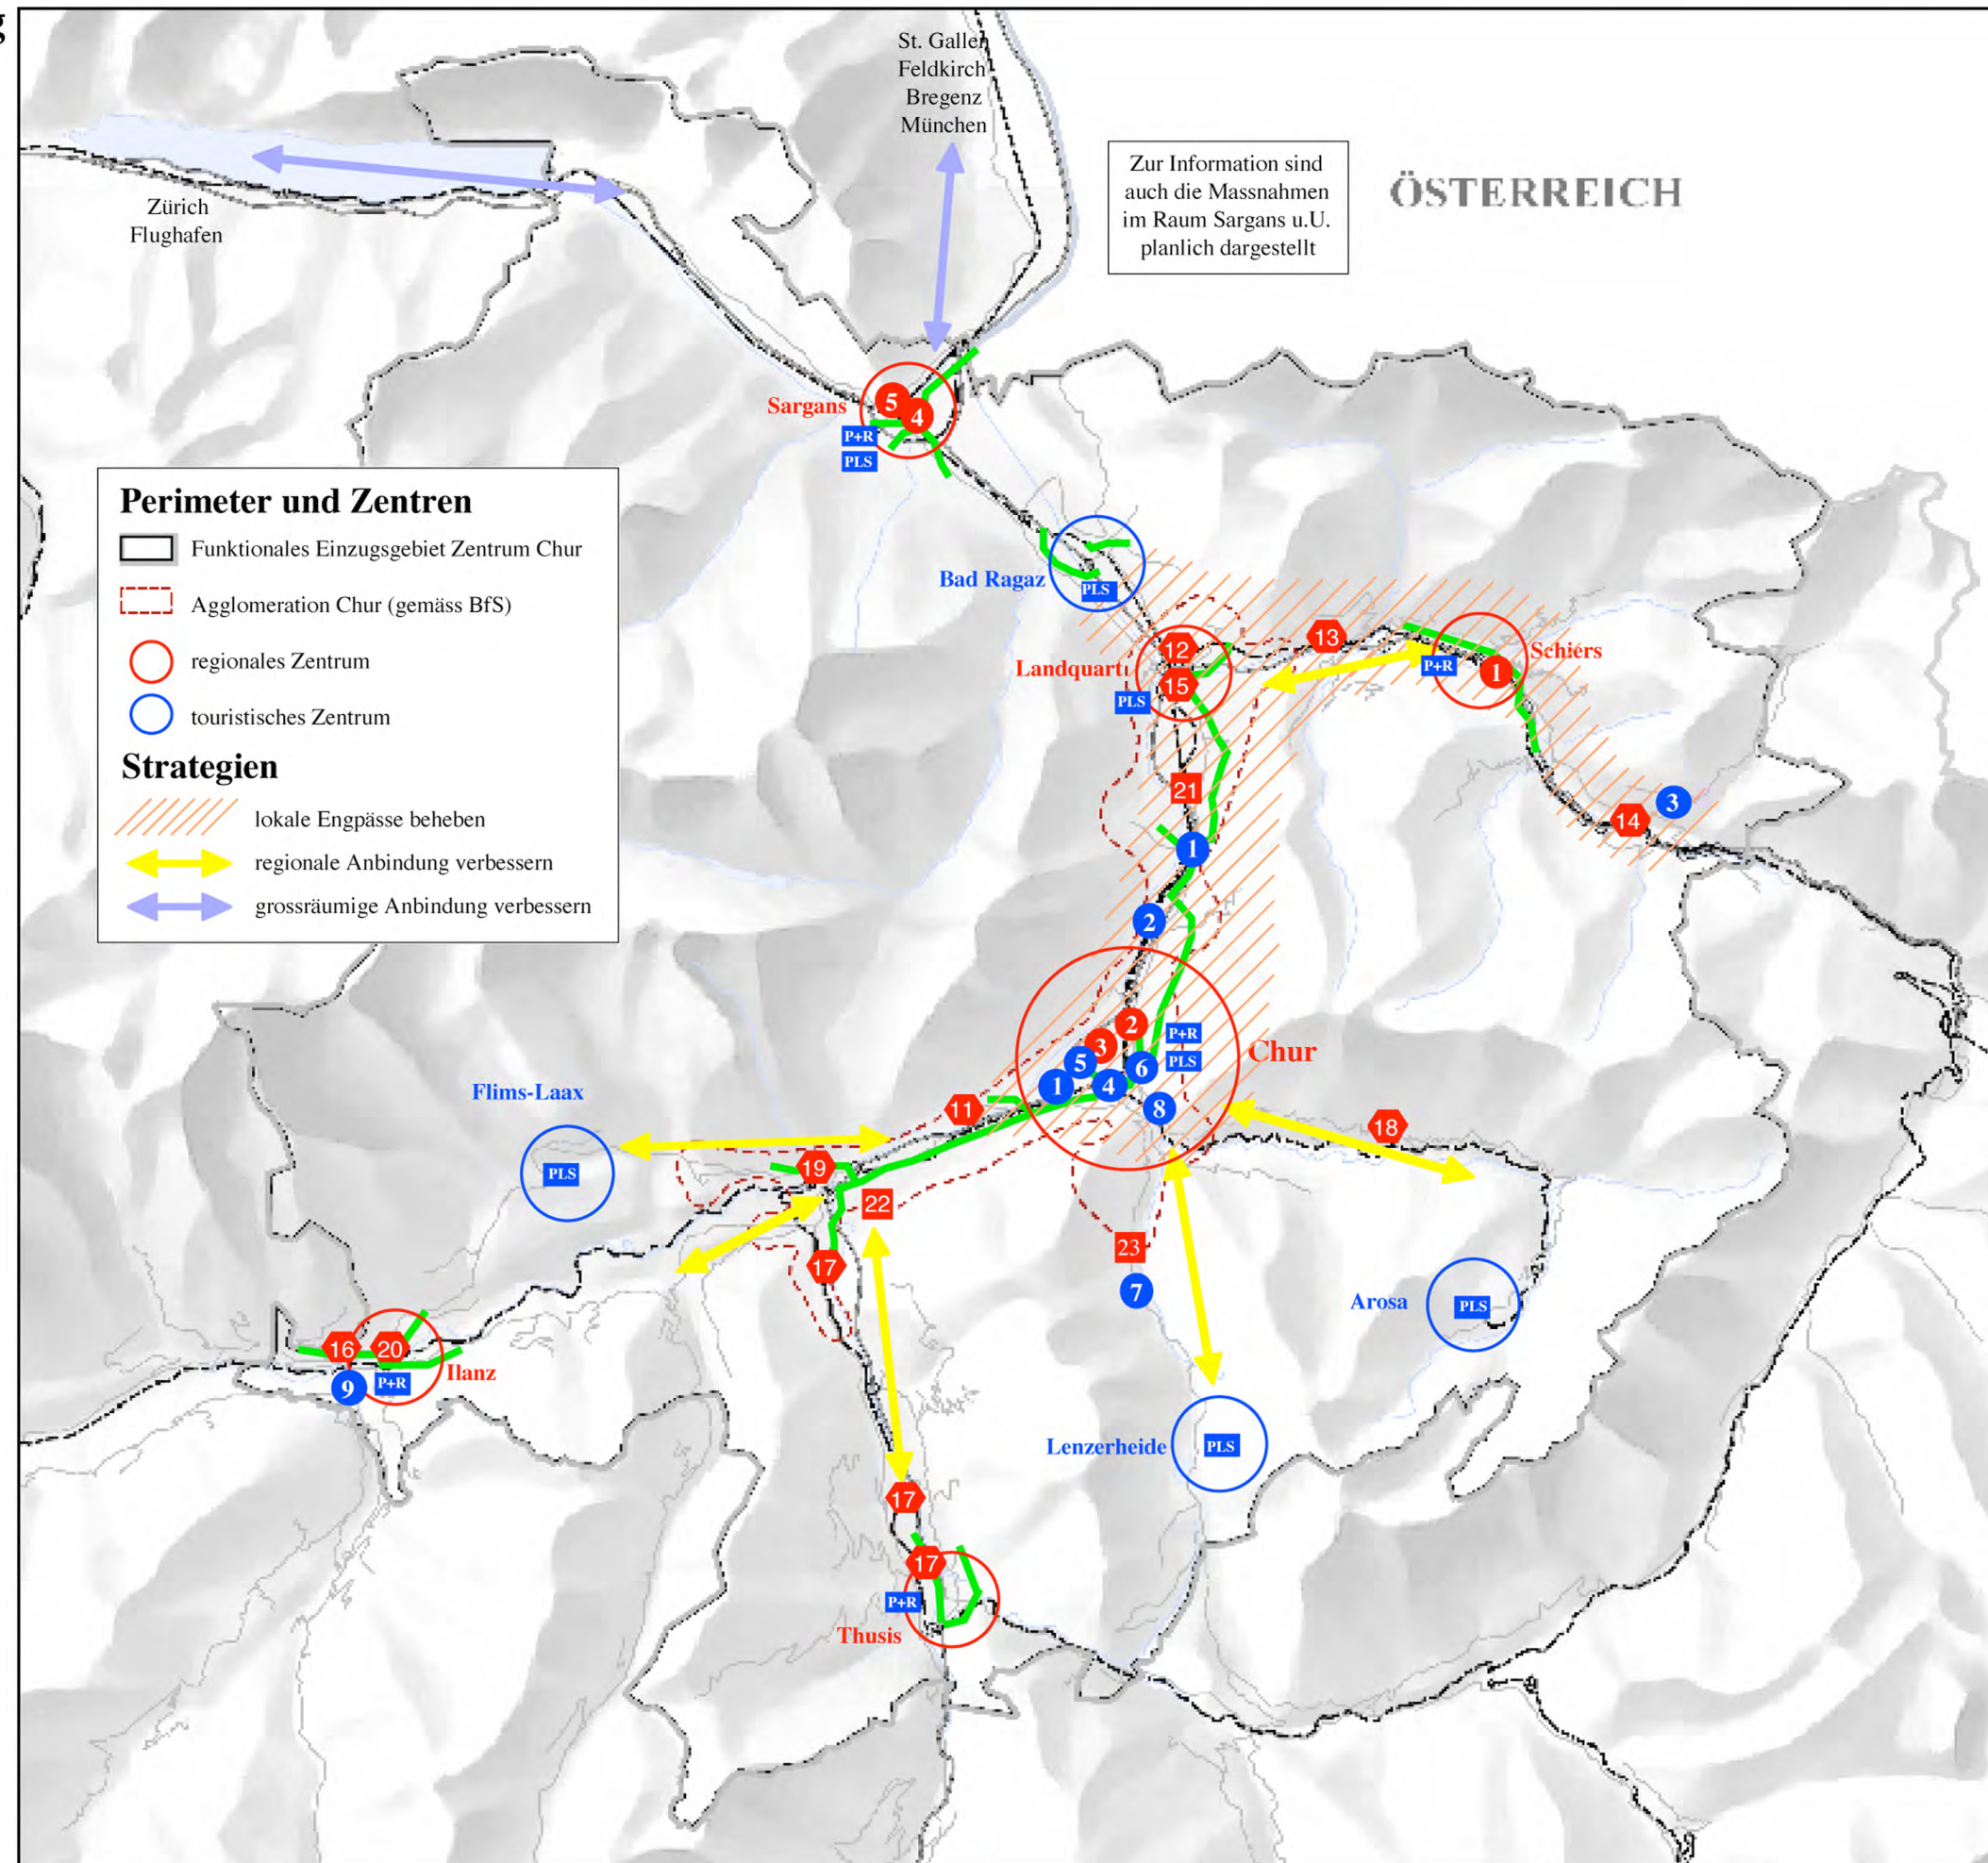 g
St. Gallen
Feldkirch
Bregenz
München
Zur Information sind
auch die Massnahmen
im Raum Sargans u.U.
planlich dargestellt
ÖSTERREICH
Zürich
Flughafen
Sargans
5
4
P+R
PLS
Perimeter und Zentren
Funktionales Einzugsgebiet Zentrum Chur
Agglomeration Chur (gemäss BfS)
regionales Zentrum
touristisches Zentrum
Strategien
lokale Engpässe beheben
regionale Anbindung verbessern
grossräumige Anbindung verbessern
Bad Ragaz
PLS
Landquart
12
15
PLS
13
P+R
1
Schiers
21
14
3
1
2
2
3
5
1
4
6
8
P+R
PLS
Chur
Flims-Laax
PLS
11
18
19
22
17
23
7
Arosa
PLS
16
20
9
P+R
Ilanz
Lenzerheide
PLS
17
17
P+R
Thusis